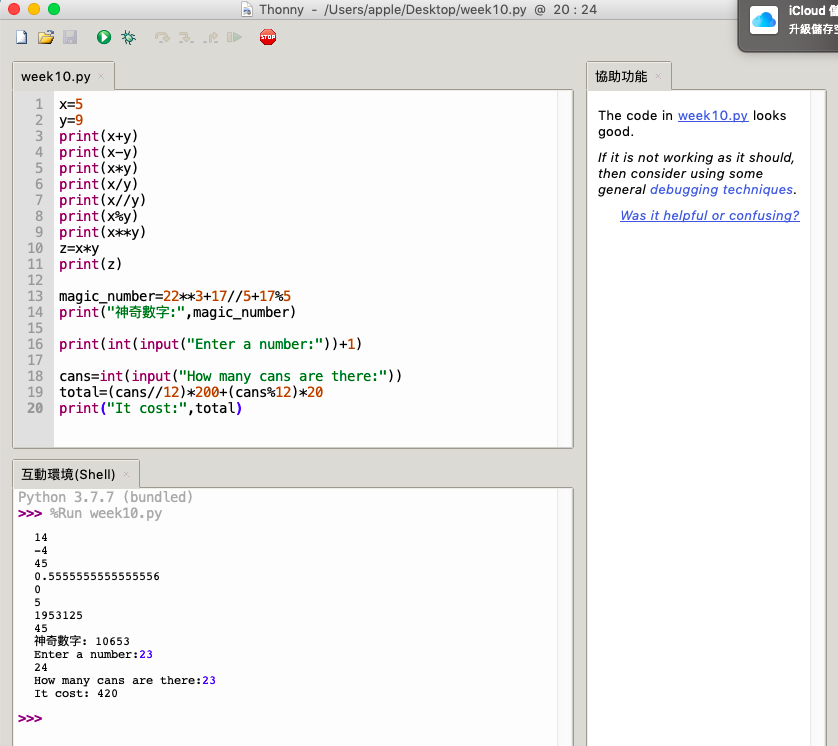 Thonny - /Users/apple/Desktop/week10.py @ 20 : 24
iCloud
升級儲存
STOP
week10.py ×
協助功能 ×
1 x=5
2 y=9
3 print(x+y)
4 print(x-y)
5 print(x*y)
6 print(x/y)
7 print(x//y)
8 print(x%y)
9 print(x**y)
10 z=x*y
11 print(z)
12
13 magic_number=22**3+17//5+17%5
14 print("神奇數字:",magic_number)
15
16 print(int(input("Enter a number:"))+1)
17
18 cans=int(input("How many cans are there:"))
19 total=(cans//12)*200+(cans%12)*20
20 print("It cost:",total)
The code in week10.py looks
good.
If it is not working as it should,
then consider using some
general debugging techniques.
Was it helpful or confusing?
互動環境(Shell) ×
Python 3.7.7 (bundled)
>>> %Run week10.py
14
-4
45
0.5555555555555556
0
5
1953125
45
神奇數字: 10653
Enter a number:23
24
How many cans are there:23
It cost: 420
>>>